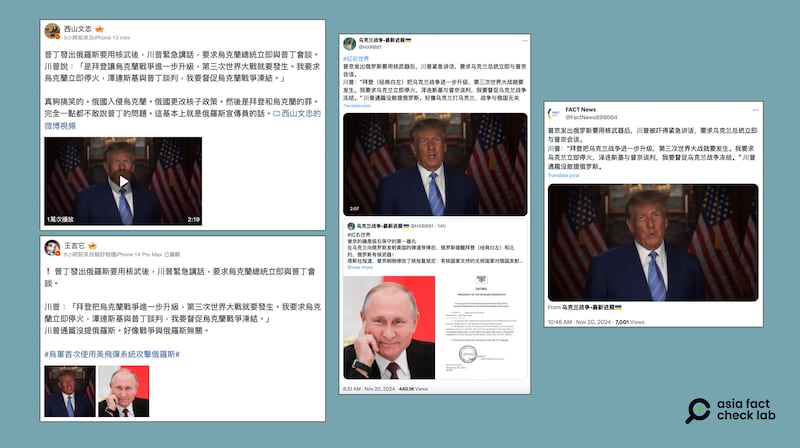 西山文忠
5小時前來自iPhone 13 mini
普丁發出俄羅斯要用核武後，川普緊急講話，要求烏克蘭總統立即與普丁會談。
川普說：「是拜登讓烏克蘭戰爭進一步升級，第三次世界大戰就要發生。我要求烏克蘭立即停火，澤連斯基與普丁談判，我要督促烏克蘭戰爭凍結。」
真夠搞笑的。俄國入侵烏克蘭。俄國更改核子政策。然後是拜登和烏克蘭的罪。
完全一點都不敢說普丁的問題。這基本上就是俄羅斯宣傳員的話。西山文忠的
微博視頻
1萬次播放
2:19
王言它
6小時前 iPhone 14 Pro Max 已編輯
普丁發出俄羅斯要用核武後，川普緊急講話，要求烏克蘭總統立即與普丁會
談。
川普：「拜登把烏克蘭戰爭進一步升級，第三次世界大戰就要發生。我要求烏克
蘭立即停火，澤連斯基與普丁談判，我要督促烏克蘭戰爭凍結。」
川普通篇沒提俄羅斯。好像戰爭與俄羅斯無關。
#烏軍首次使用美飛彈系統攻擊俄羅斯#
乌克兰战争-最新进展
@HXR001
#红右世界
普京发出俄罗斯要用核武器后，川普紧急讲话，要求乌克兰总统立即与普京
会谈。
川普：“拜登（经典白左）把乌克兰战争进一步升级，第三次世界大战就要发
生。我要求乌克兰立即停火，泽连斯基与普京谈判，我要督促乌克兰战争冻
结。”川普通篇没敢提俄罗斯。好像乌克兰打乌克兰，战争与俄国无关
Translate post
2:07
乌克兰战争-最新进展 @HXR001 · 14h
#红右世界
Show more
8:31 AM · Nov 20, 2024 · 440.1K Views
FACT News
@FactNews890604
普京发出俄罗斯要用核武器后，川普被吓得紧急讲话，要求乌克兰总统立即
与普京会谈。
川普：“拜登把乌克兰战争进一步升级，第三次世界大战就要发生。我要求
乌克兰立即停火，泽连斯基与普京谈判，我要督促乌克兰战争冻结。”川普
通篇没敢提俄罗斯。
Translate post
From 乌克兰战争-最新进展
10:46 AM · Nov 20, 2024 · 7,001 Views
asia fact
check lab